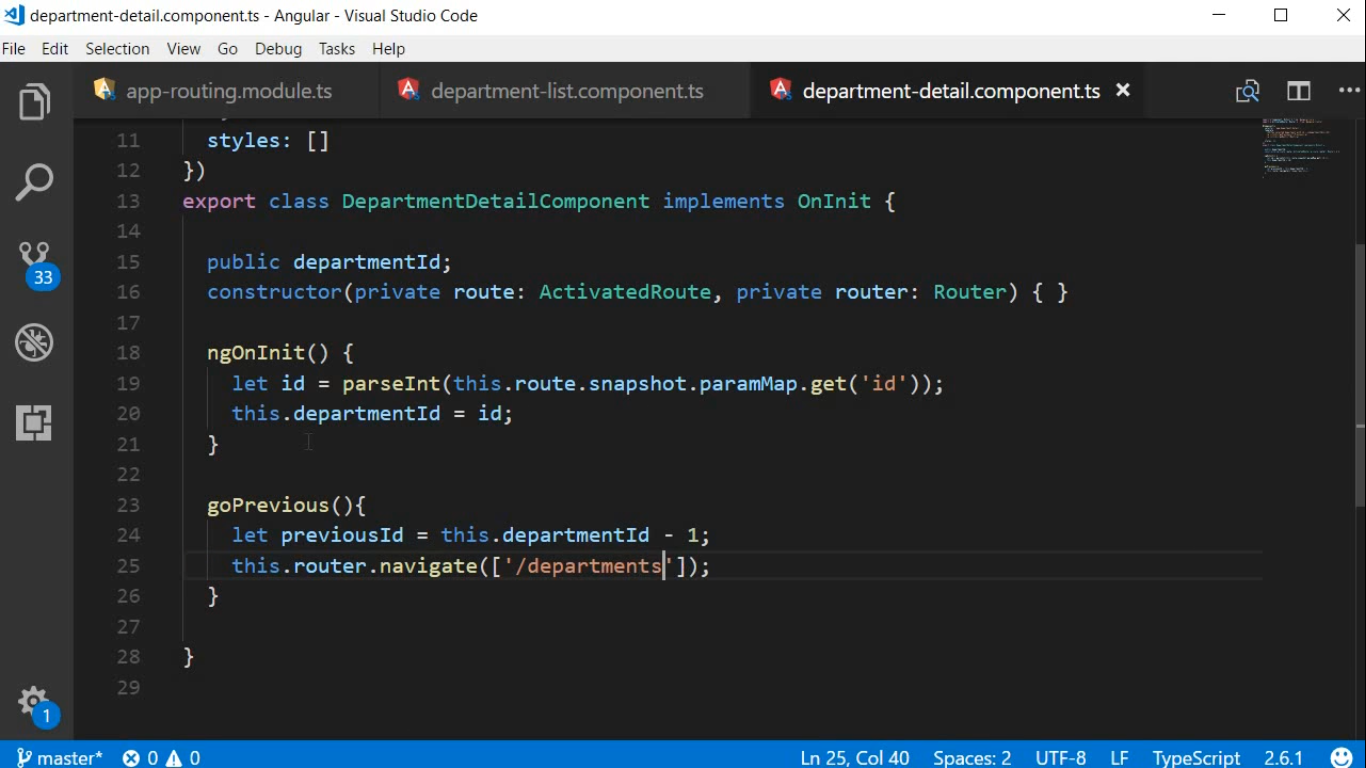 department-detail.component.ts - Angular - Visual Studio Code
File Edit Selection View Go Debug Tasks Help
app-routing.module.ts department-list.component.ts department-detail.component.ts
11 styles: []
12 })
13 export class DepartmentDetailComponent implements OnInit {
14
15 public departmentId;
16 constructor(private route: ActivatedRoute, private router: Router) { }
17
18 ngOnInit() {
19 let id = parseInt(this.route.snapshot.paramMap.get('id'));
20 this.departmentId = id;
21 }
22
23 goPrevious(){
24 let previousId = this.departmentId - 1;
25 this.router.navigate(['/departments']);
26 }
27
28 }
29
33
1
master* 0 0 Ln 25, Col 40 Spaces: 2 UTF-8 LF TypeScript 2.6.1